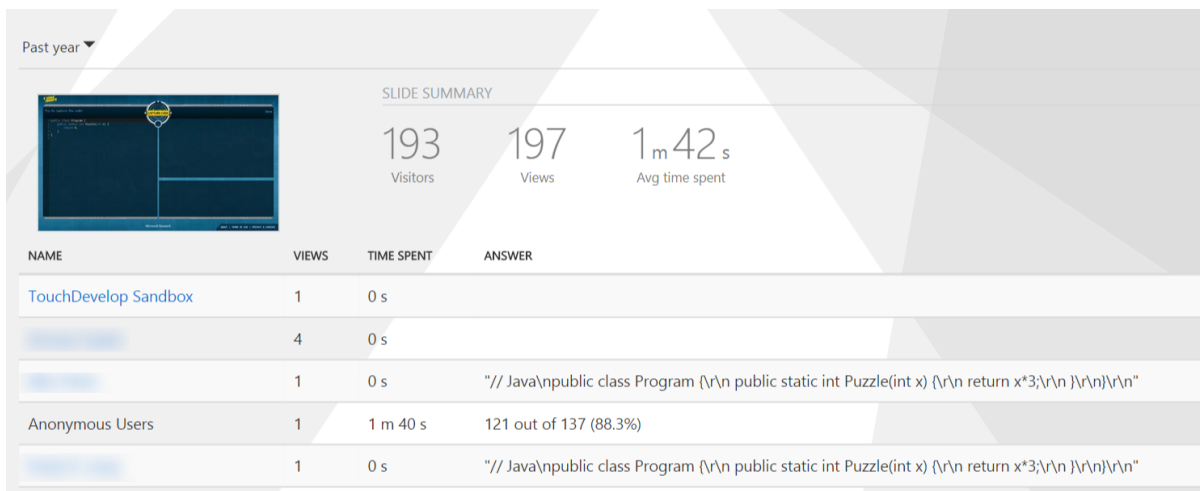 Past year
SLIDE SUMMARY
193 197 1 m 42 s
Visitors Views Avg time spent
NAME VIEWS TIME SPENT ANSWER
TouchDevelop Sandbox 1 0 s
4 0 s
1 0 s "// Java\npublic class Program {\r\n public static int Puzzle(int x) {\r\n return x*3;\r\n }\r\n}\r\n"
Anonymous Users 1 1 m 40 s 121 out of 137 (88.3%)
1 0 s "// Java\npublic class Program {\r\n public static int Puzzle(int x) {\r\n return x*3;\r\n }\r\n}\r\n"